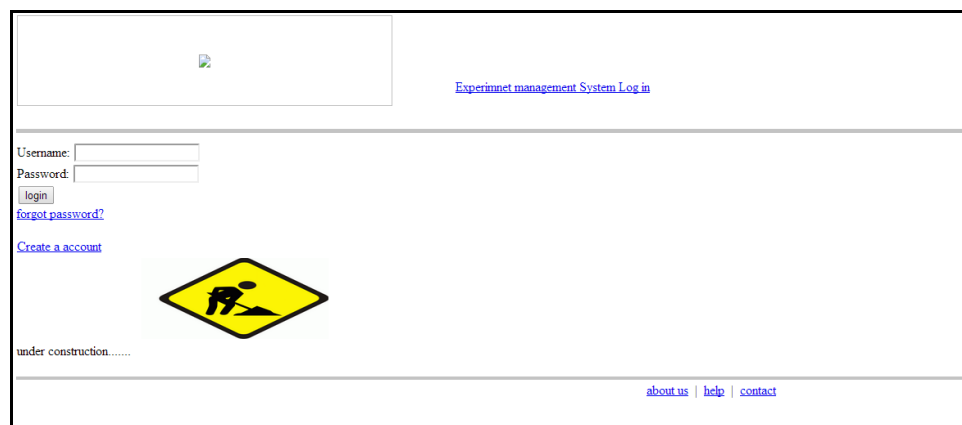 Experimnet management System Log in
Username:
Password:
login
forgot password?
Create a account
under construction.......
about us | help | contact